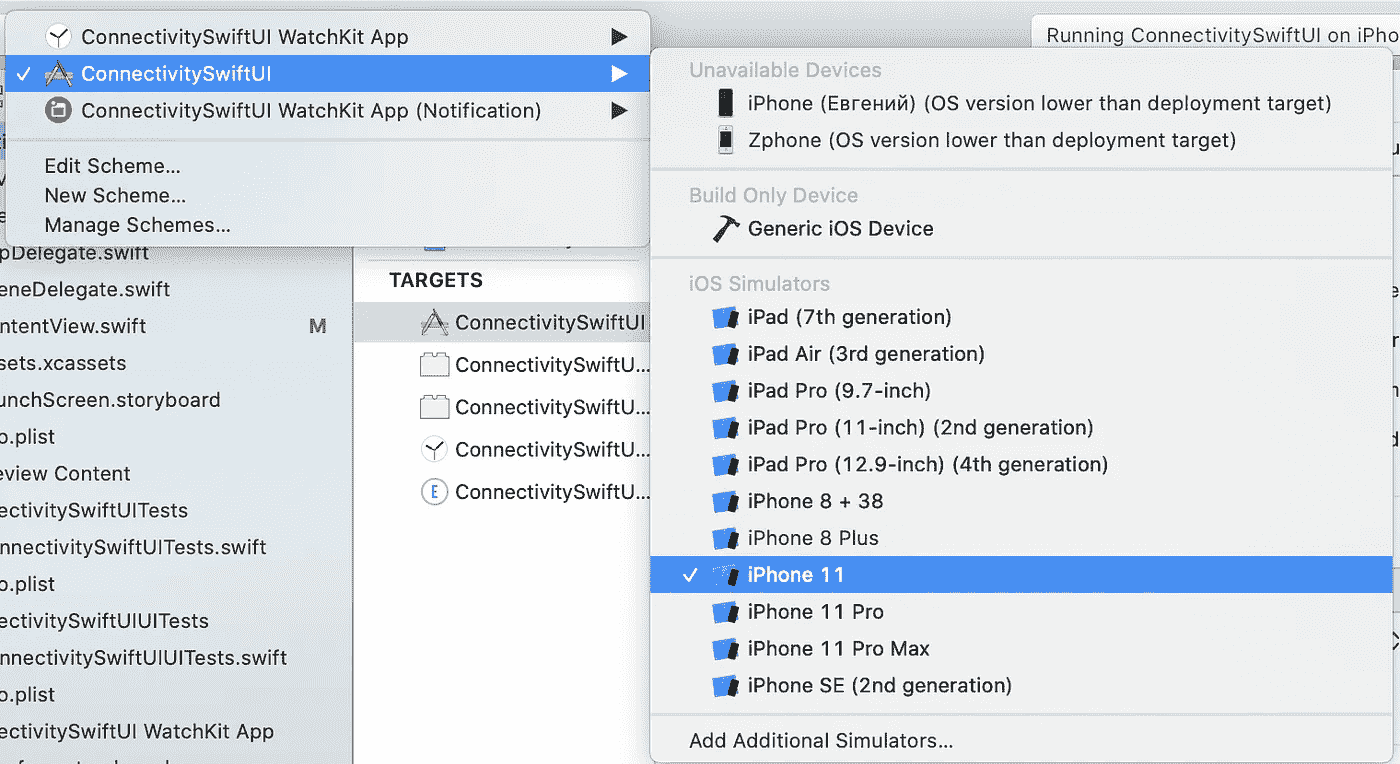 ConnectivitySwiftUI WatchKit App
ConnectivitySwiftUI
ConnectivitySwiftUI WatchKit App (Notification)
Edit Scheme...
New Scheme...
Manage Schemes...
Running ConnectivitySwiftUI on iPho
Unavailable Devices
iPhone (Евгений) (OS version lower than deployment target)
Zphone (OS version lower than deployment target)
Build Only Device
Generic iOS Device
iOS Simulators
iPad (7th generation)
iPad Air (3rd generation)
iPad Pro (9.7-inch)
iPad Pro (11-inch) (2nd generation)
iPad Pro (12.9-inch) (4th generation)
iPhone 8 + 38
iPhone 8 Plus
iPhone 11
iPhone 11 Pro
iPhone 11 Pro Max
iPhone SE (2nd generation)
Add Additional Simulators...
pDelegate.swift
eneDelegate.swift
ntentView.swift M
sets.xcassets
unchScreen.storyboard
o.plist
eview Content
ectivitySwiftUITests
nnectivitySwiftUITests.swift
o.plist
ectivitySwiftUIUITests
nnectivitySwiftUIUITests.swift
o.plist
ectivitySwiftUI WatchKit App
TARGETS
ConnectivitySwiftUI
ConnectivitySwiftU...
ConnectivitySwiftU...
ConnectivitySwiftU...
E ConnectivitySwiftU...